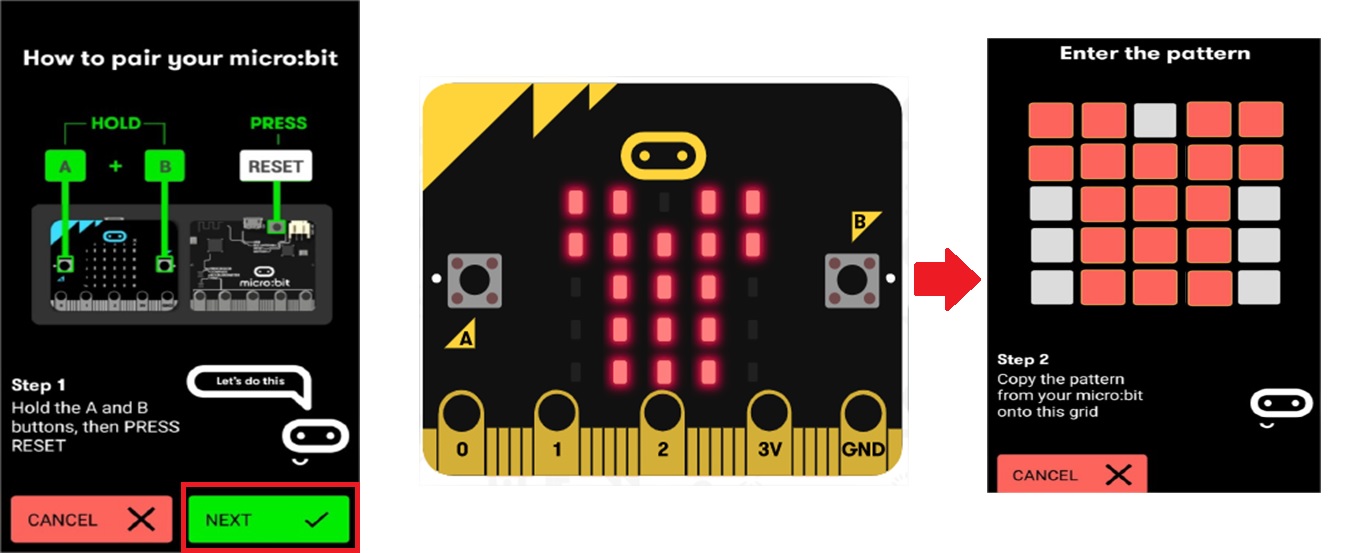 How to pair your micro:bit
HOLD
PRESS
A + B
RESET
micro:bit
Step 1
Let's do this
Hold the A and B
buttons, then PRESS
RESET
CANCEL
NEXT
B
A
0 1 2 3V GND
Enter the pattern
Step 2
Copy the pattern
from your micro:bit
onto this grid
CANCEL